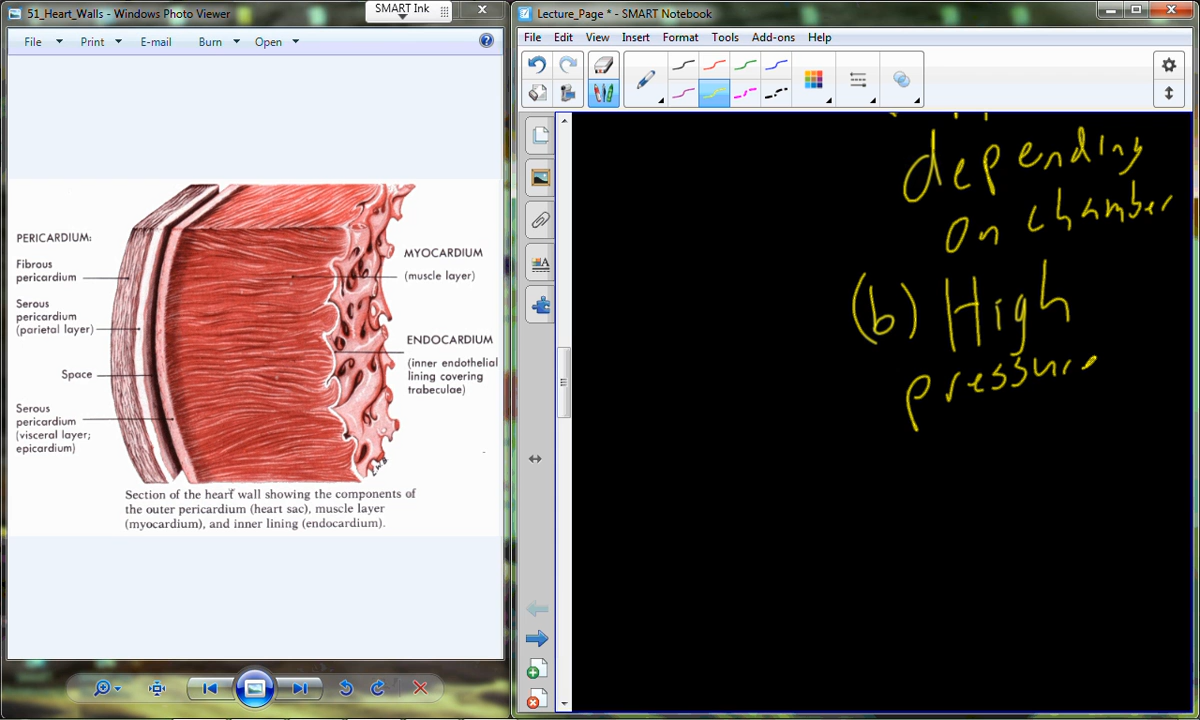 51_Heart_Walls - Windows Photo Viewer
SMART Ink
File Print E-mail Burn Open
PERICARDIUM:
Fibrous
pericardium
Serous
pericardium
(parietal layer)
Space
Serous
pericardium
(visceral layer;
epicardium)
MYOCARDIUM
(muscle layer)
ENDOCARDIUM
(inner endothelial
lining covering
trabeculae)
Section of the heart wall showing the components of
the outer pericardium (heart sac), muscle layer
(myocardium), and inner lining (endocardium).
Lecture_Page * - SMART Notebook
File Edit View Insert Format Tools Add-ons Help
depending
on chamber
(b) High
pressure